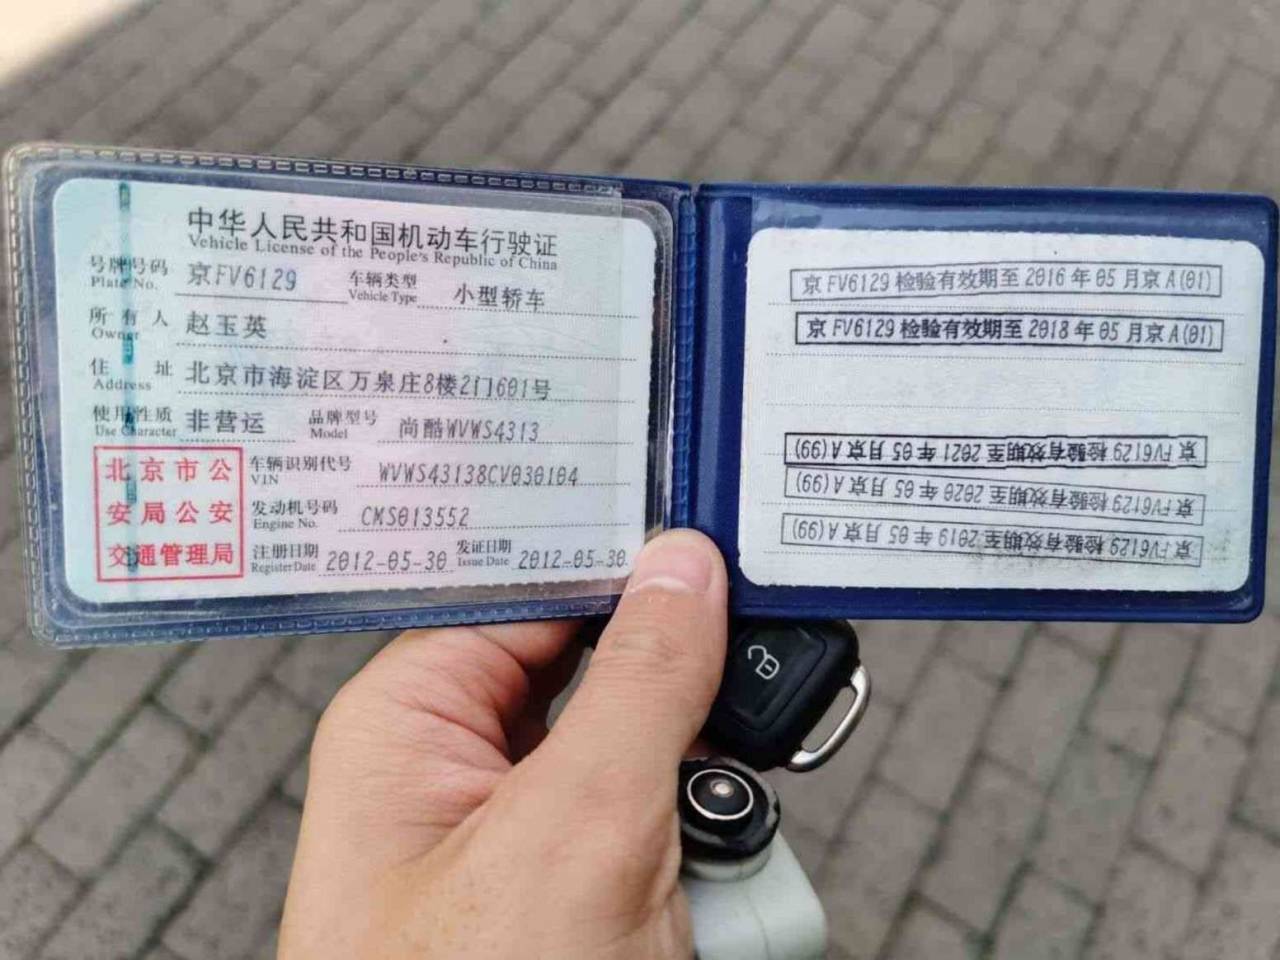 中华人民共和国机动车行驶证
Vehicle License of the People's Republic of China
号牌号码 京FV6129 车辆类型 小型轿车
Plate No. Vehicle Type
所有人 赵玉英
Owner
住址 北京市海淀区万泉庄8楼2门601号
Address
使用性质 非营运 品牌型号 尚酷WVWS4313
Use Character Model
北京市公
安局公安
交通管理局
车辆识别代号 WVWS43138CV030104
VIN
发动机号码 CMS013552
Engine No.
注册日期 2012-05-30 发证日期 2012-05-30
Register Date Issue Date
京FV6129检验有效期至2016年05月京A(01)
京FV6129检验有效期至2018年05月京A(01)
京FV6129检验有效期至2021年05月京A(99)
京FV6129检验有效期至2020年05月京A(99)
京FV6129检验有效期至2019年05月京A(99)